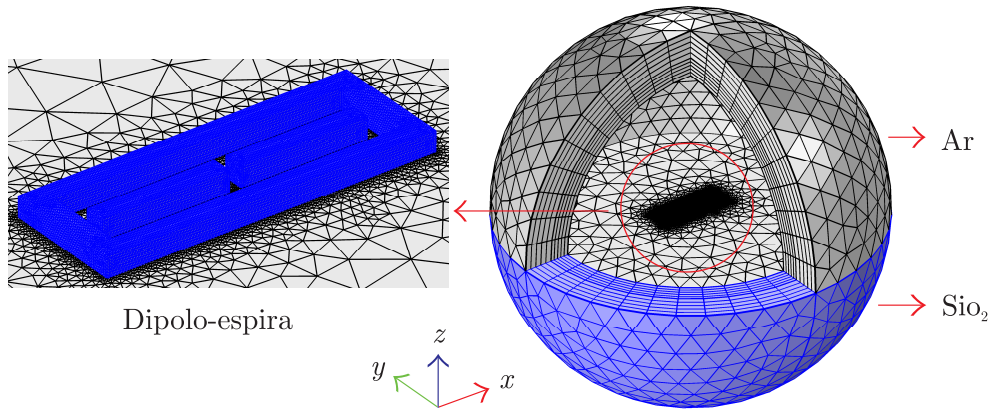 Ar
Dipolo-espira
Sio₂
z
y
x